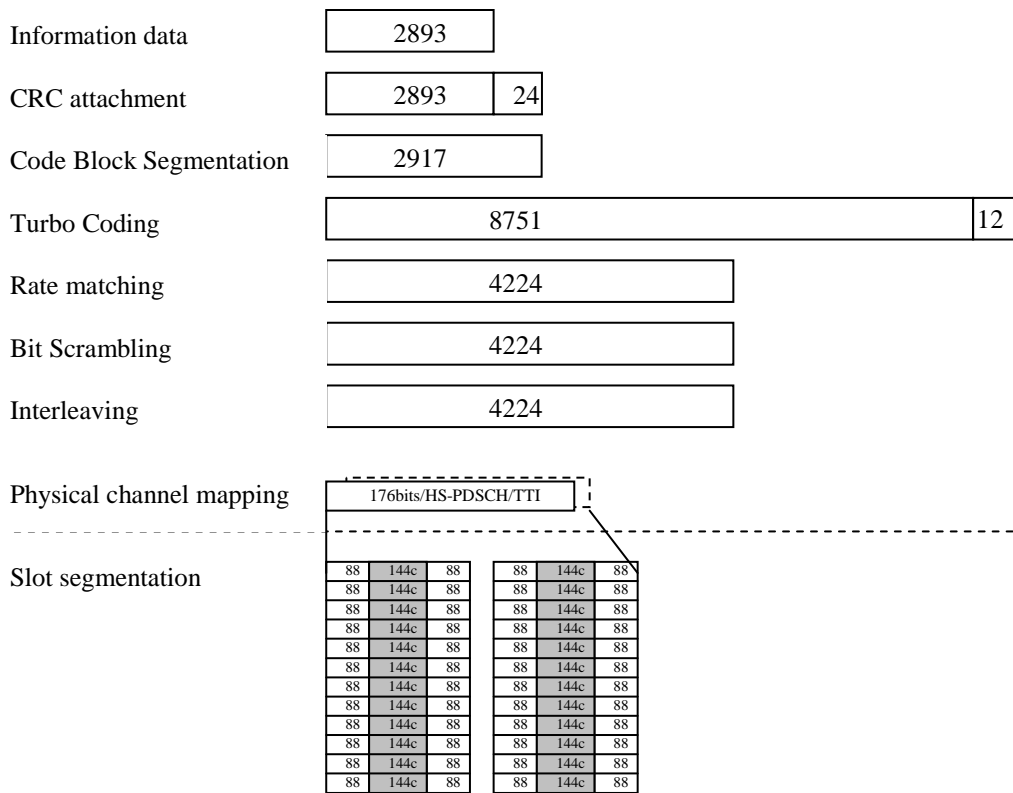 Information data 2893
CRC attachment 2893 24
Code Block Segmentation 2917
Turbo Coding 8751 12
Rate matching 4224
Bit Scrambling 4224
Interleaving 4224
Physical channel mapping 176bits/HS-PDSCH/TTI
Slot segmentation
88 144c 88 88 144c 88
88 144c 88 88 144c 88
88 144c 88 88 144c 88
88 144c 88 88 144c 88
88 144c 88 88 144c 88
88 144c 88 88 144c 88
88 144c 88 88 144c 88
88 144c 88 88 144c 88
88 144c 88 88 144c 88
88 144c 88 88 144c 88
88 144c 88 88 144c 88
88 144c 88 88 144c 88